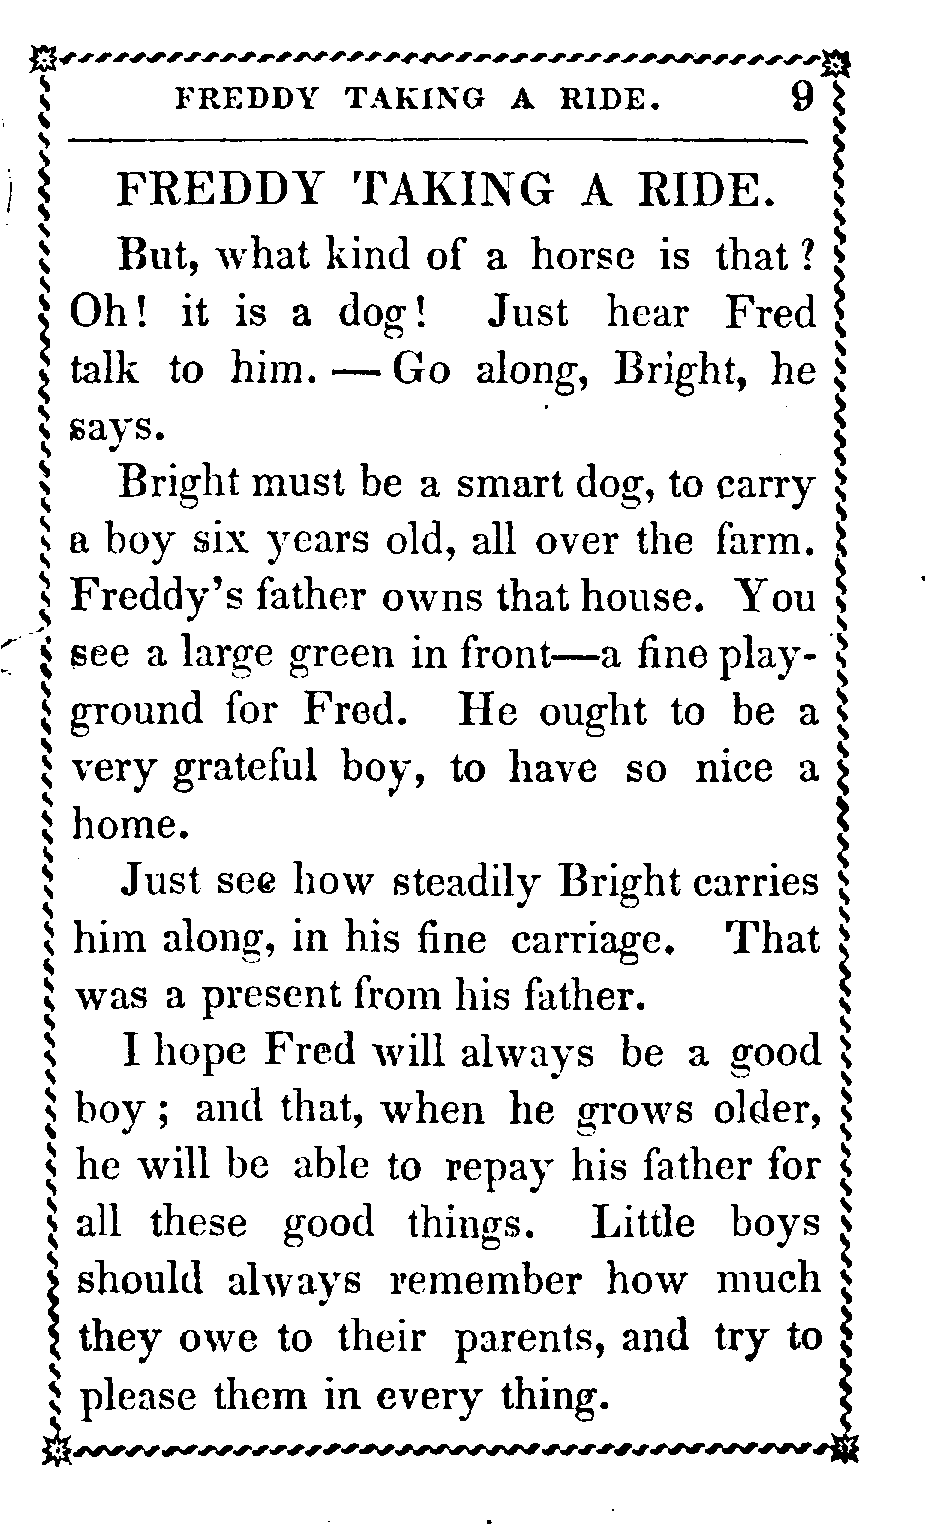 FREDDY TAKING A RIDE. 9
FREDDY TAKING A RIDE.
But, what kind of a horse is that?
Oh! it is a dog! Just hear Fred
talk to him. — Go along, Bright, he
says.
Bright must be a smart dog, to carry
a boy six years old, all over the farm.
Freddy's father owns that house. You
see a large green in front—a fine play-
ground for Fred. He ought to be a
very grateful boy, to have so nice a
home.
Just see how steadily Bright carries
him along, in his fine carriage. That
was a present from his father.
I hope Fred will always be a good
boy; and that, when he grows older,
he will be able to repay his father for
all these good things. Little boys
should always remember how much
they owe to their parents, and try to
please them in every thing.